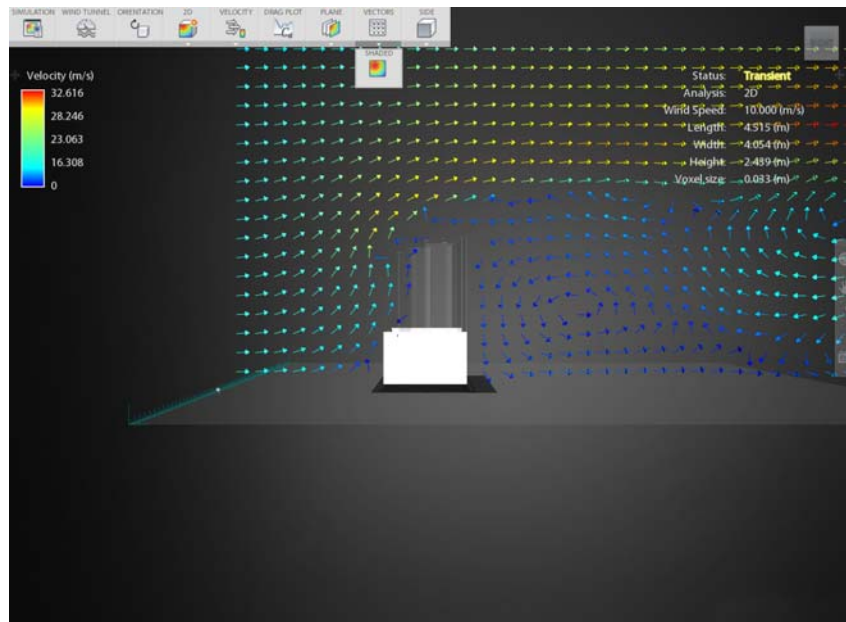 SIMULATION WIND TUNNEL ORIENTATION 2D VELOCITY DRAG PLOT PLANE VECTORS SIDE
SHADED
Velocity (m/s)
32.616
28.246
23.063
16.308
0
Status: Transient
Analysis: 2D
Wind Speed: 10.000 (m/s)
Length: 4.515 (m)
Width: 4.054 (m)
Height: 2.439 (m)
Voxel size: 0.033 (m)